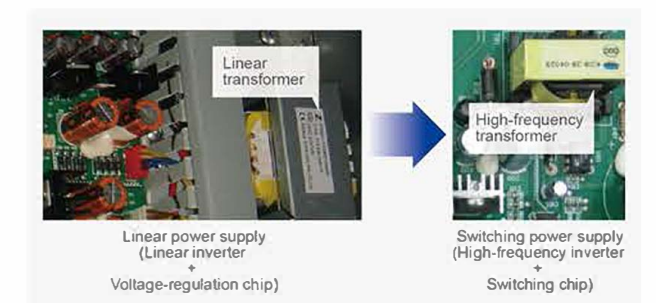 Linear
transformer
High-frequency
transformer
Linear power supply
(Linear inverter
+
Voltage-regulation chip)
Switching power supply
(High-frequency inverter
+
Switching chip)